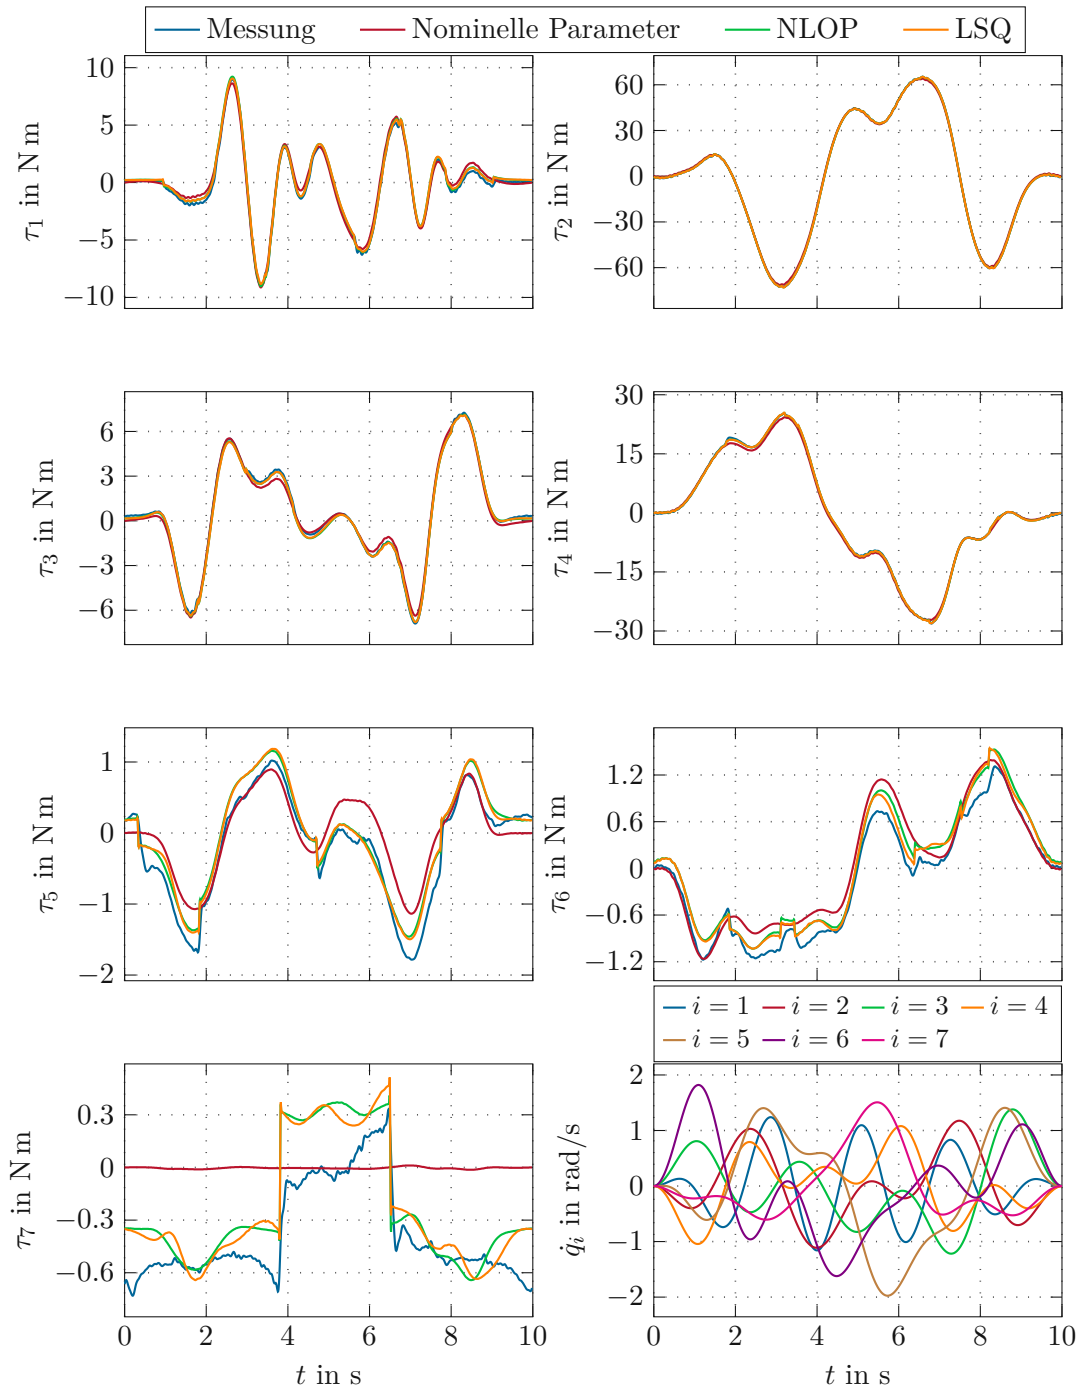 Messung Nominelle Parameter NLOP LSQ
10
5
0
−5
−10
τ1 in N m
60
30
0
−30
−60
τ2 in N m
6
3
0
−3
−6
τ3 in N m
30
15
0
−15
−30
τ4 in N m
1
0
−1
−2
τ5 in N m
1.2
0.6
0
−0.6
−1.2
τ6 in N m
i = 1 i = 2 i = 3 i = 4
i = 5 i = 6 i = 7
0.3
0
−0.3
−0.6
τ7 in N m
0 2 4 6 8 10
t in s
2
1
0
−1
−2
q̇i in rad/s
0 2 4 6 8 10
t in s